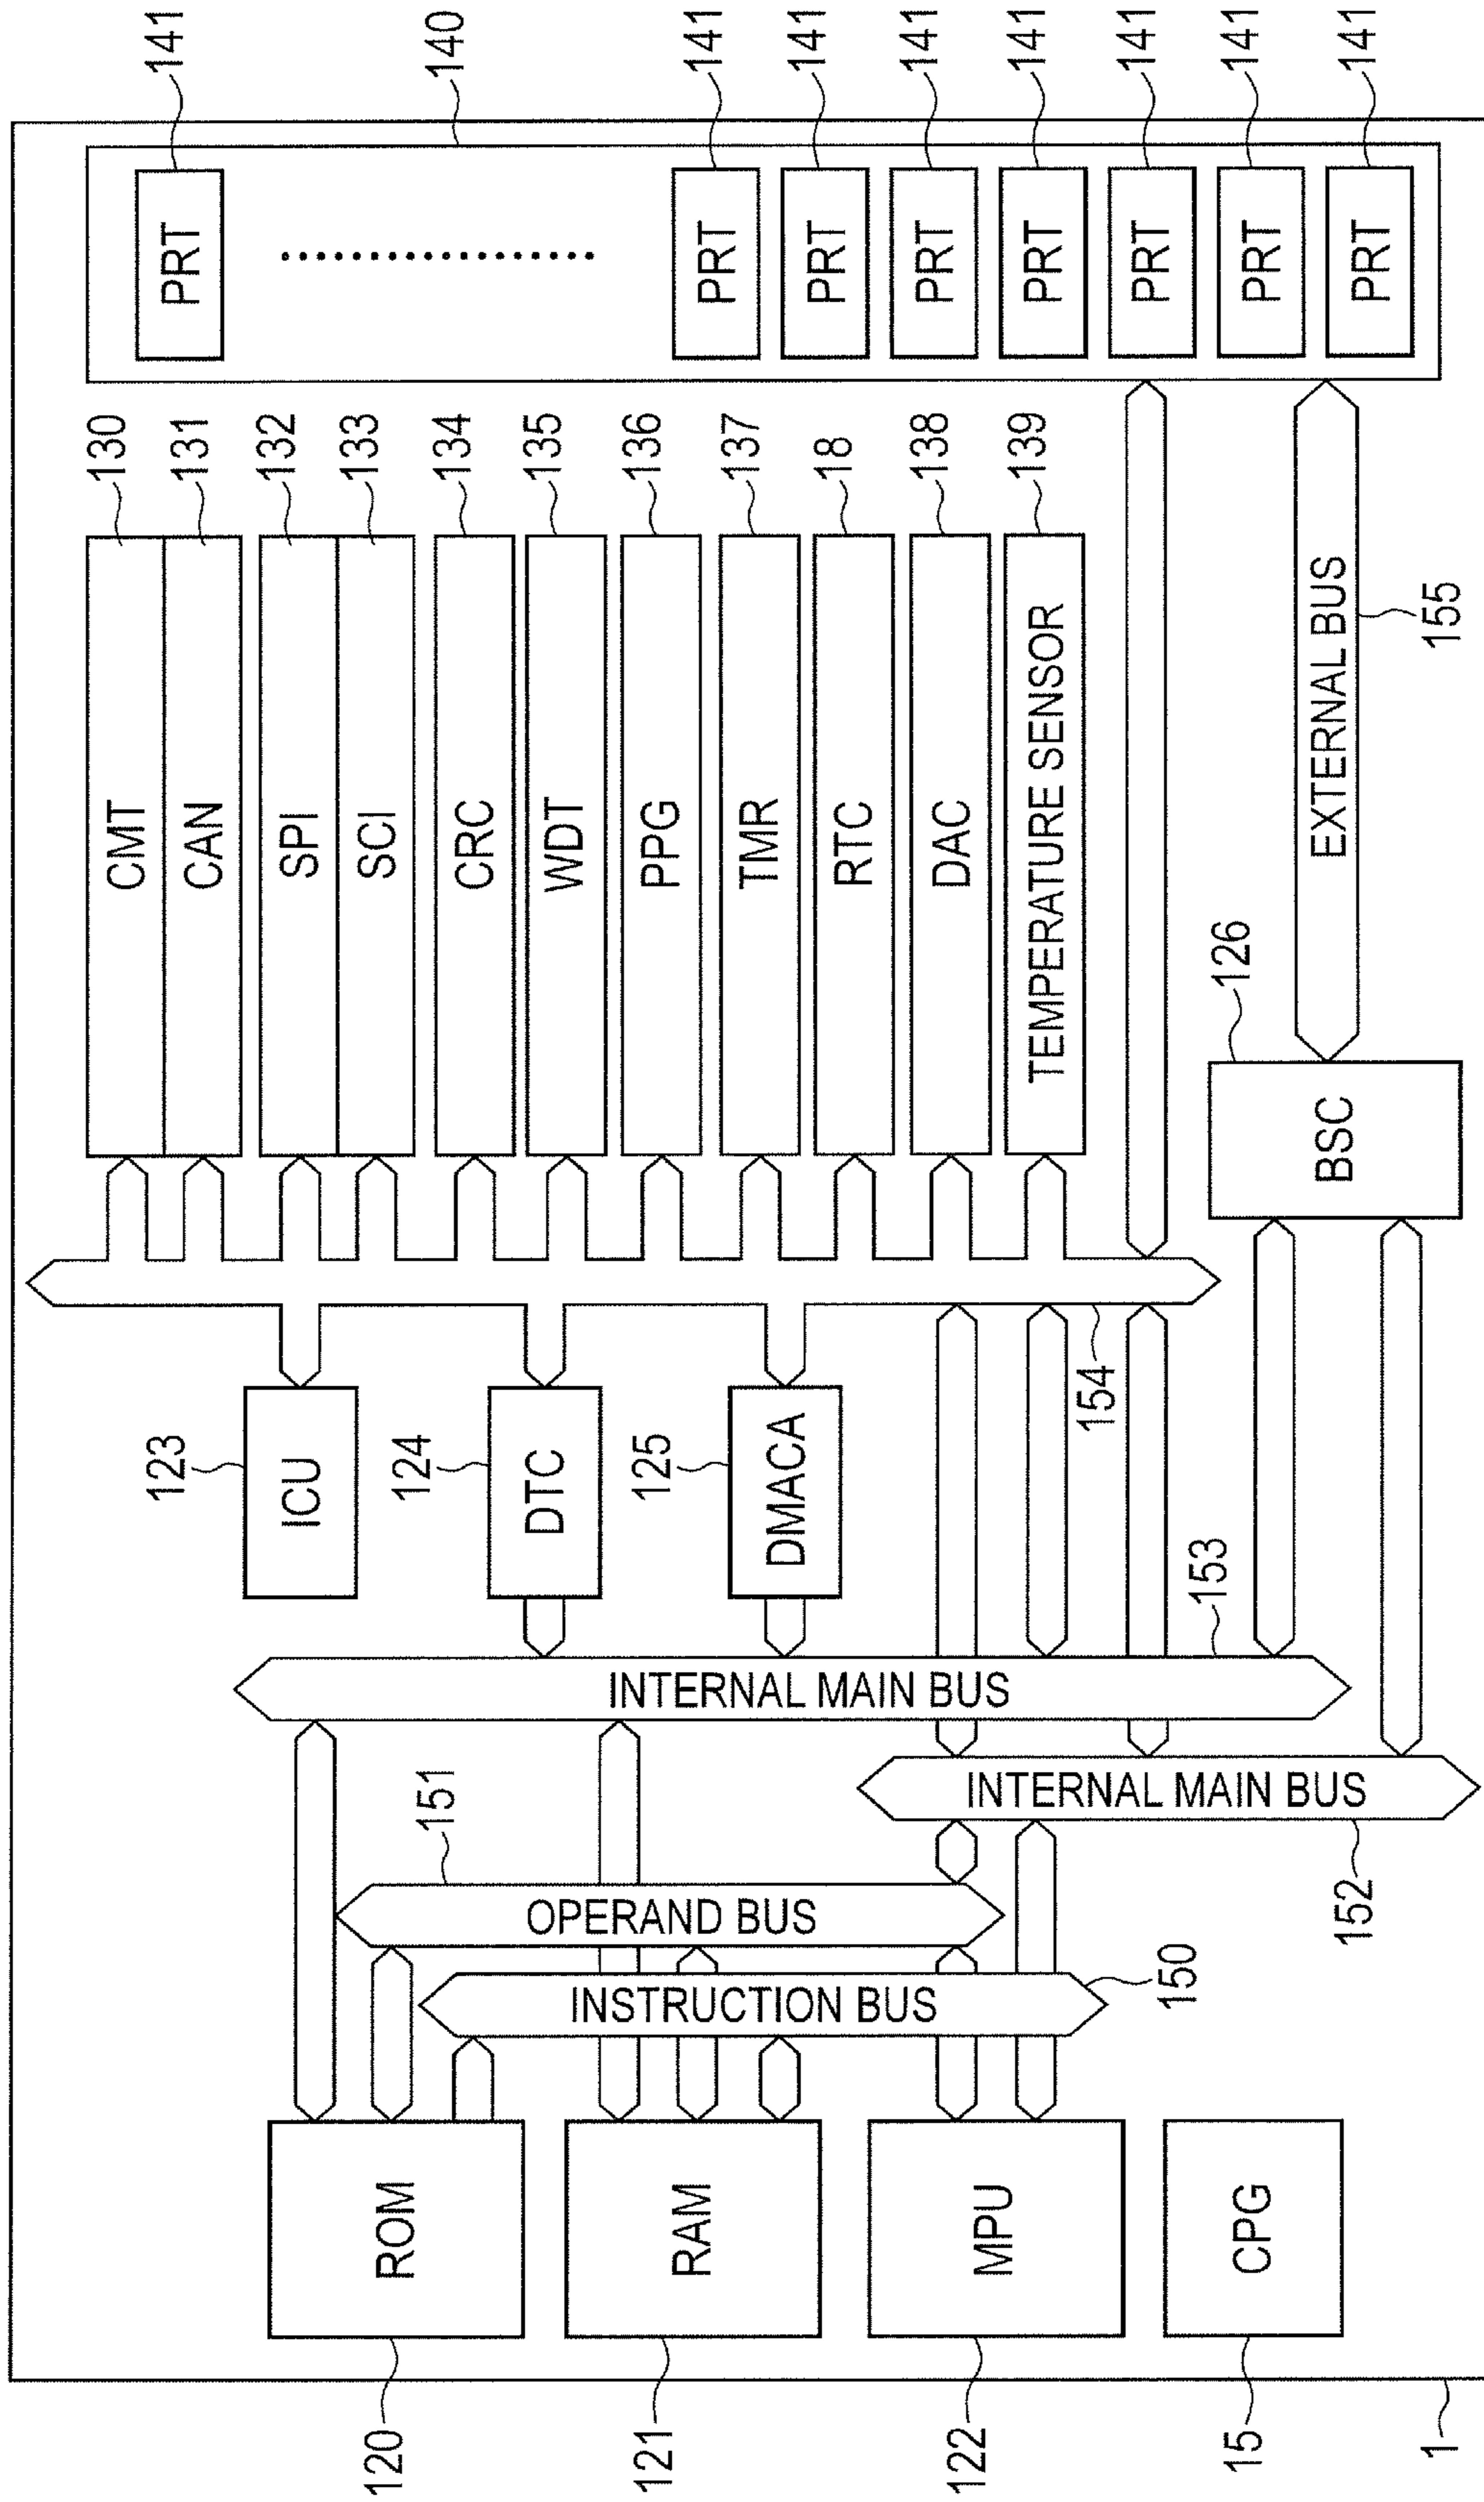 1
120
ROM
121
RAM
122
MPU
15
CPG
INSTRUCTION BUS
150
OPERAND BUS
151
INTERNAL MAIN BUS
152
INTERNAL MAIN BUS
153
123
ICU
124
DTC
125
DMACA
154
BSC
126
EXTERNAL BUS
155
CMT
130
CAN
131
SPI
132
SCI
133
CRC
134
WDT
135
PPG
136
TMR
137
RTC
18
DAC
138
TEMPERATURE SENSOR
139
140
PRT
141
PRT
141
PRT
141
PRT
141
PRT
141
PRT
141
PRT
141
PRT
141